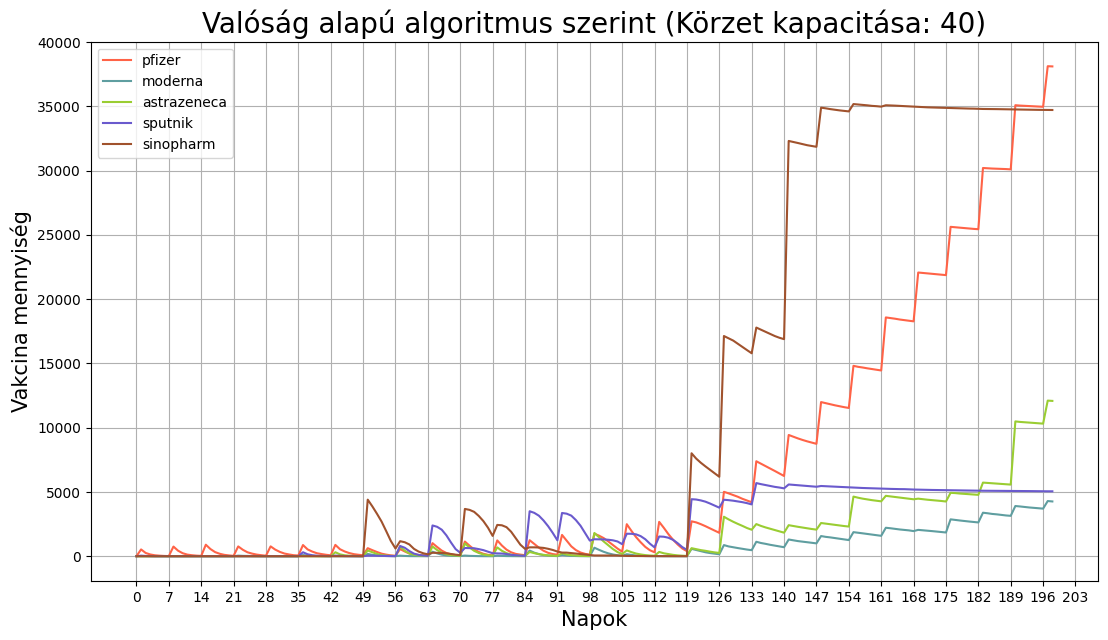 Valóság alapú algoritmus szerint (Körzet kapacitása: 40)
pfizer
moderna
astrazeneca
sputnik
sinopharm
Vakcina mennyiség
40000
35000
30000
25000
20000
15000
10000
5000
0
0 7 14 21 28 35 42 49 56 63 70 77 84 91 98 105 112 119 126 133 140 147 154 161 168 175 182 189 196 203
Napok